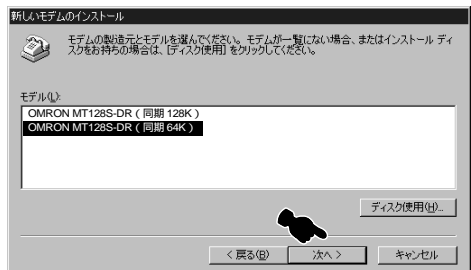 新しいモデムのインストール
モデムの製造元とモデルを選んでください。モデムが一覧にない場合、またはインストール ディ
スクをお持ちの場合は、[ディスク使用] をクリックしてください。
モデル(L):
OMRON MT128S-DR ( 同期 128K )
OMRON MT128S-DR ( 同期 64K )
ディスク使用(H)...
< 戻る(B)
次へ >
キャンセル